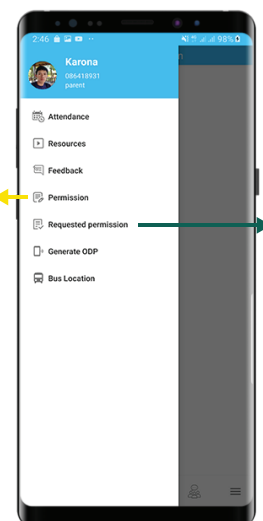 2:46 98%
Karona
086418931
parent
Attendance
Resources
Feedback
Permission
Requested permission
Generate ODP
Bus Location